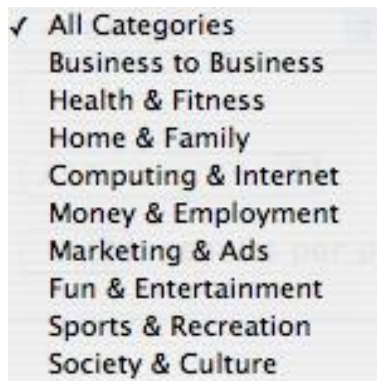 ✓ All Categories
Business to Business
Health & Fitness
Home & Family
Computing & Internet
Money & Employment
Marketing & Ads
Fun & Entertainment
Sports & Recreation
Society & Culture